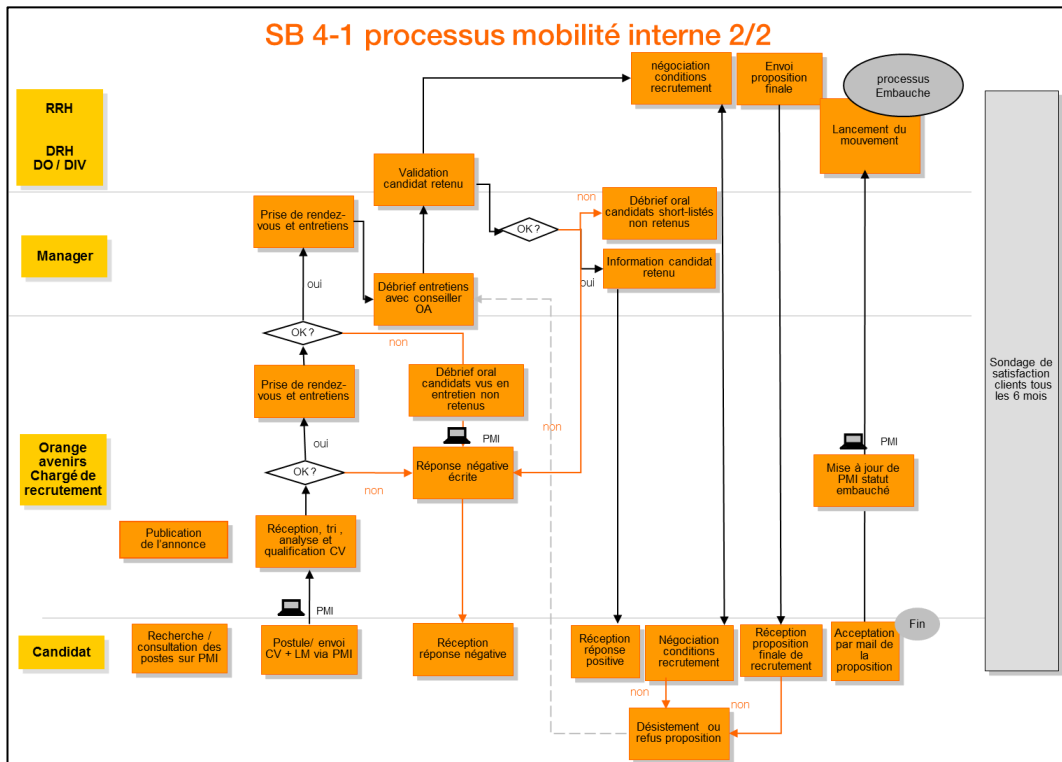 SB 4-1 processus mobilité interne 2/2
RRH
DRH
DO / DIV
négociation
conditions
recrutement
Envoi
proposition
finale
processus
Embauche
Lancement du
mouvement
Validation
candidat retenu
Manager
Prise de rendez-
vous et entretiens
OK ?
non
Débrief oral
candidats short-listés
non retenus
Information candidat
retenu
oui
oui
Débrief entretiens
avec conseiller
OA
OK ?
non
Orange
avenirs
Chargé de
recrutement
Prise de rendez-
vous et entretiens
Débrief oral
candidats vus en
entretien non
retenus
non
oui
PMI
OK ?
non
Réponse négative
écrite
PMI
Mise à jour de
PMI statut
embauché
Publication
de l'annonce
Réception, tri ,
analyse et
qualification CV
PMI
Candidat
Recherche /
consultation des
postes sur PMI
Postule/ envoi
CV + LM via PMI
Réception
réponse négative
Réception
réponse
positive
Négociation
conditions
recrutement
Réception
proposition
finale de
recrutement
Acceptation
par mail de
la
proposition
Fin
non
non
Désistement ou
refus proposition
Sondage de
satisfaction
clients tous
les 6 mois